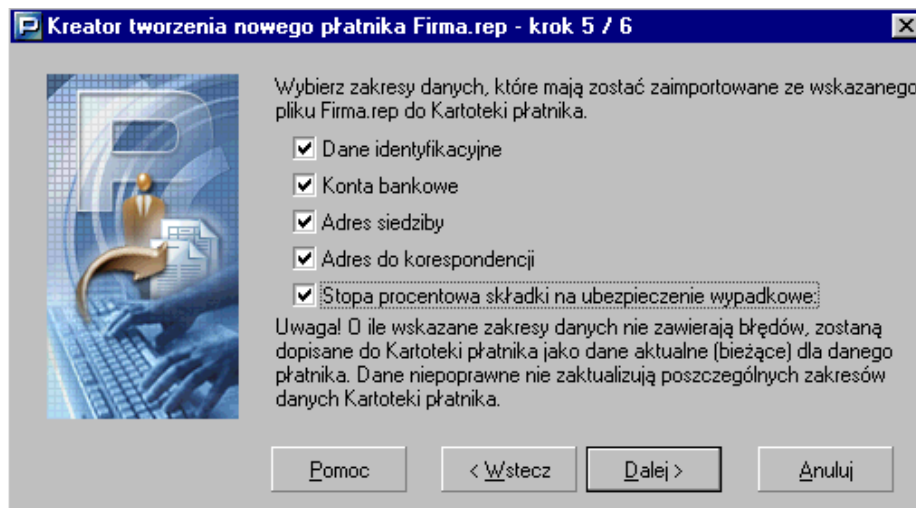 Kreator tworzenia nowego płatnika Firma.rep - krok 5 / 6
Wybierz zakresy danych, które mają zostać zaimportowane ze wskazanego
pliku Firma.rep do Kartoteki płatnika.
Dane identyfikacyjne
Konta bankowe
Adres siedziby
Adres do korespondencji
Stopa procentowa składki na ubezpieczenie wypadkowe
Uwaga! O ile wskazane zakresy danych nie zawierają błędów, zostaną
dopisane do Kartoteki płatnika jako dane aktualne (bieżące) dla danego
płatnika. Dane niepoprawne nie zaktualizują poszczególnych zakresów
danych Kartoteki płatnika.
Pomoc < Wstecz Dalej > Anuluj